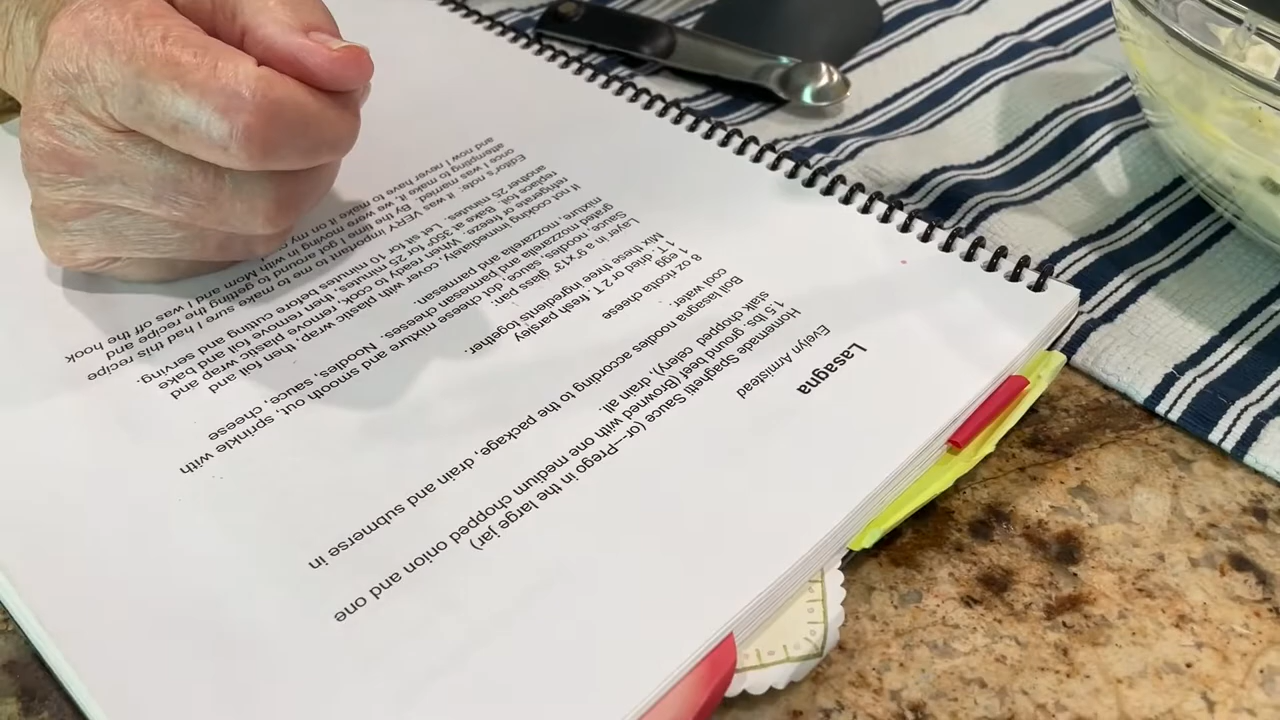 Lasagna
Evelyn Armistead
Homemade Spaghetti Sauce (or—Prego in the large jar)
1.5 lbs ground beef (Browned with one medium chopped onion and one
stalk chopped celery), drain all.
Boil lasagna noodles according to the package, drain and submerse in
cool water.
8 oz ricotta cheese
1 egg
1 T dried or 2 T fresh parsley
Mix these three ingredients together.
Layer in a 9"x13" glass pan.
Sauce, noodles, sauce, dot cheese mixture and smooth out, sprinkle with
grated mozzarella and parmesan cheeses. Noodles, sauce, cheese
mixture, mozzarella and parmesan.
If not cooking immediately, cover with plastic wrap, then foil and
refrigerate or freeze. When ready to cook, remove plastic wrap and
replace foil. Bake at 350° for 25 minutes, then remove foil and bake
another 25 minutes. Let sit for 10 minutes before cutting and serving.
Editor's note: It was VERY important to me to make sure I had this recipe
once I was married. By the time I got around to getting the recipe and
attempting to make it, we were moving in with Mom and I was off the hook
and now I never have to make it on my